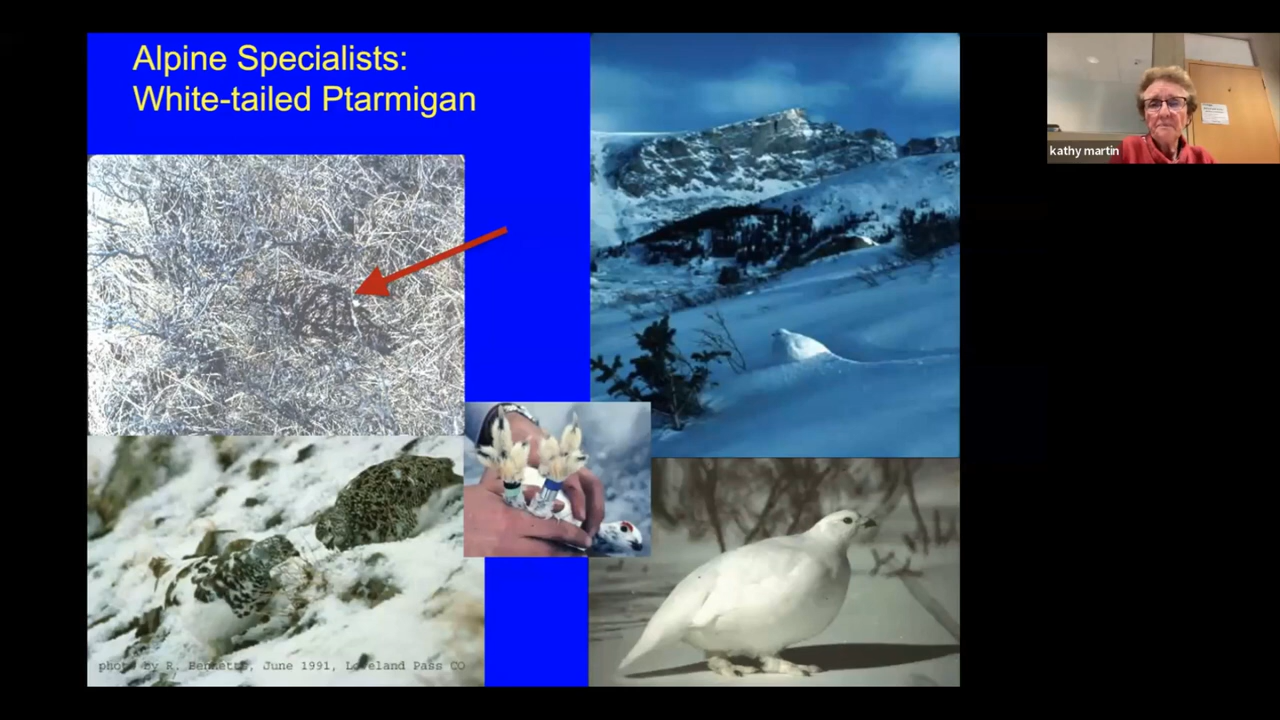 Alpine Specialists:
White-tailed Ptarmigan
photo by R. Bennetts, June 1991, Loveland Pass CO
kathy martin